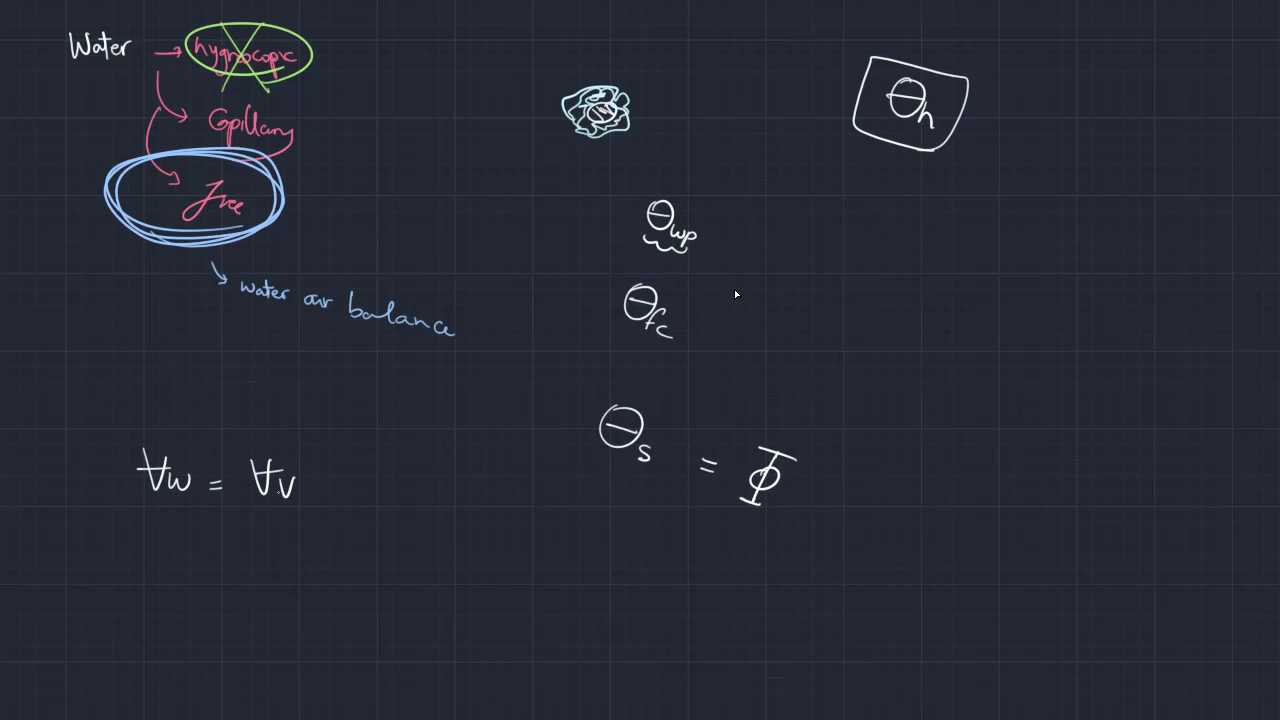 Water → hygroscopic
Capillary
Free
↘ water air balance
θh
θwp
θfc
θs = Φ
∀w = ∀v